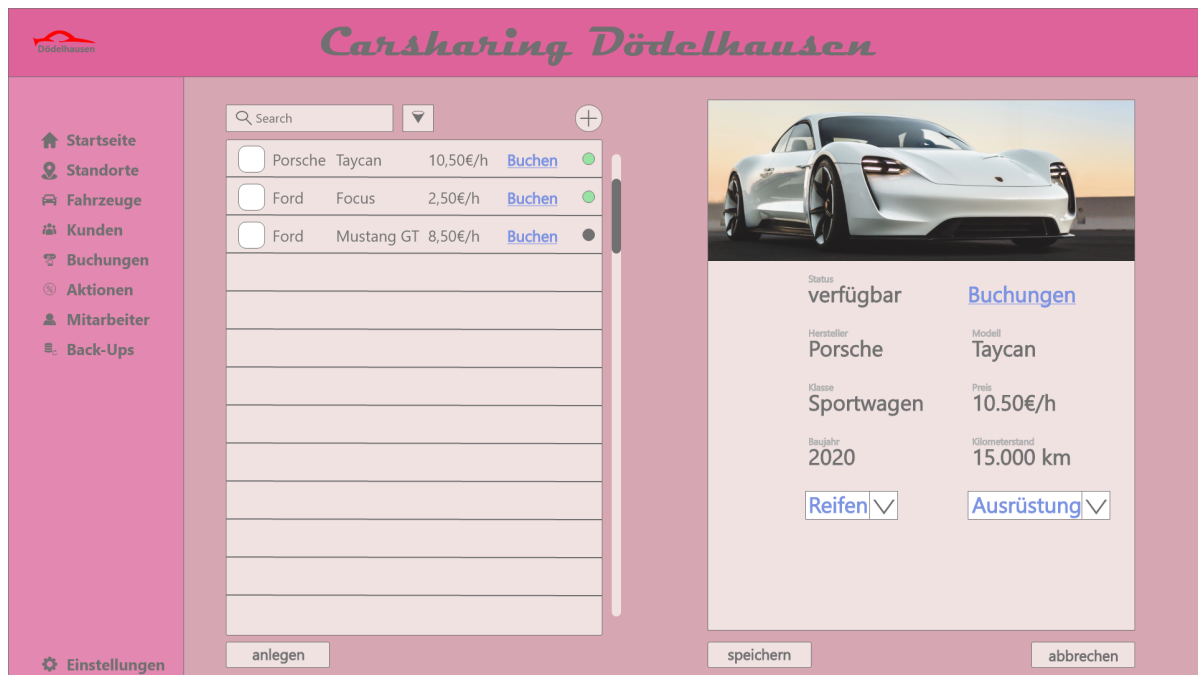 Dödelhausen
Carsharing Dödelhausen
Startseite
Standorte
Fahrzeuge
Kunden
Buchungen
Aktionen
Mitarbeiter
Back-Ups
Einstellungen
Search
Porsche Taycan 10,50€/h Buchen
Ford Focus 2,50€/h Buchen
Ford Mustang GT 8,50€/h Buchen
anlegen
Status
verfügbar
Buchungen
Hersteller
Porsche
Modell
Taycan
Klasse
Sportwagen
Preis
10.50€/h
Baujahr
2020
Kilometerstand
15.000 km
Reifen
Ausrüstung
speichern
abbrechen